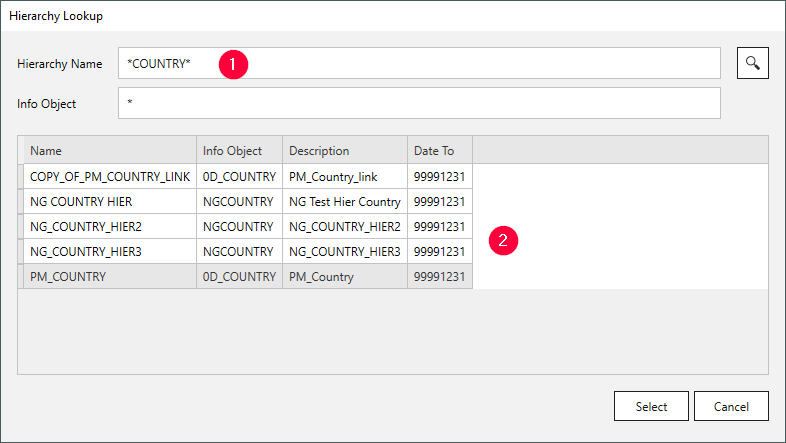 Hierarchy Lookup
Hierarchy Name *COUNTRY* 1
Info Object *
Name Info Object Description Date To
COPY_OF_PM_COUNTRY_LINK 0D_COUNTRY PM_Country_link 99991231
NG COUNTRY HIER NGCOUNTRY NG Test Hier Country 99991231
NG_COUNTRY_HIER2 NGCOUNTRY NG_COUNTRY_HIER2 99991231
2
NG_COUNTRY_HIER3 NGCOUNTRY NG_COUNTRY_HIER3 99991231
PM_COUNTRY 0D_COUNTRY PM_Country 99991231
Select Cancel